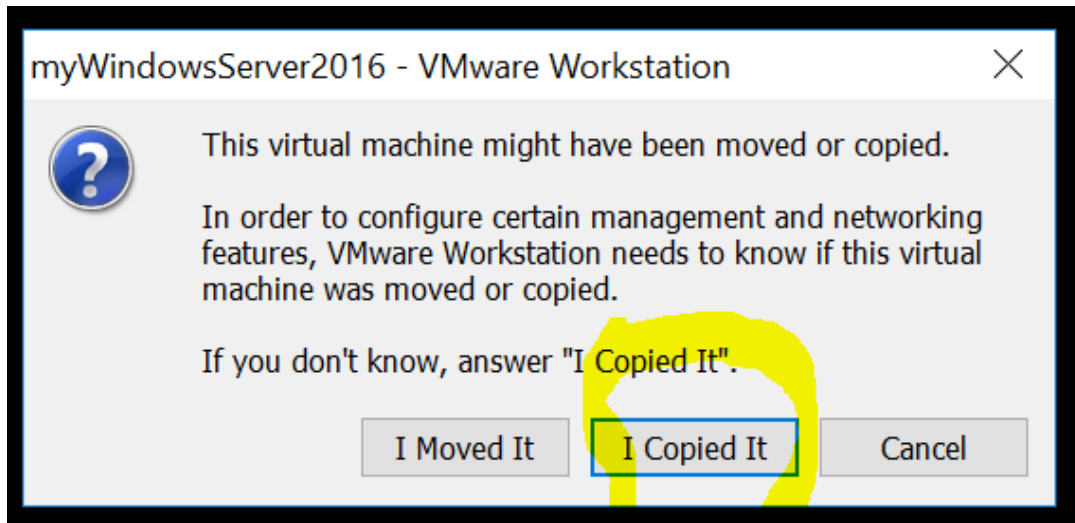 myWindowsServer2016 - VMware Workstation
This virtual machine might have been moved or copied.
In order to configure certain management and networking
features, VMware Workstation needs to know if this virtual
machine was moved or copied.
If you don't know, answer "I Copied It".
I Moved It
I Copied It
Cancel